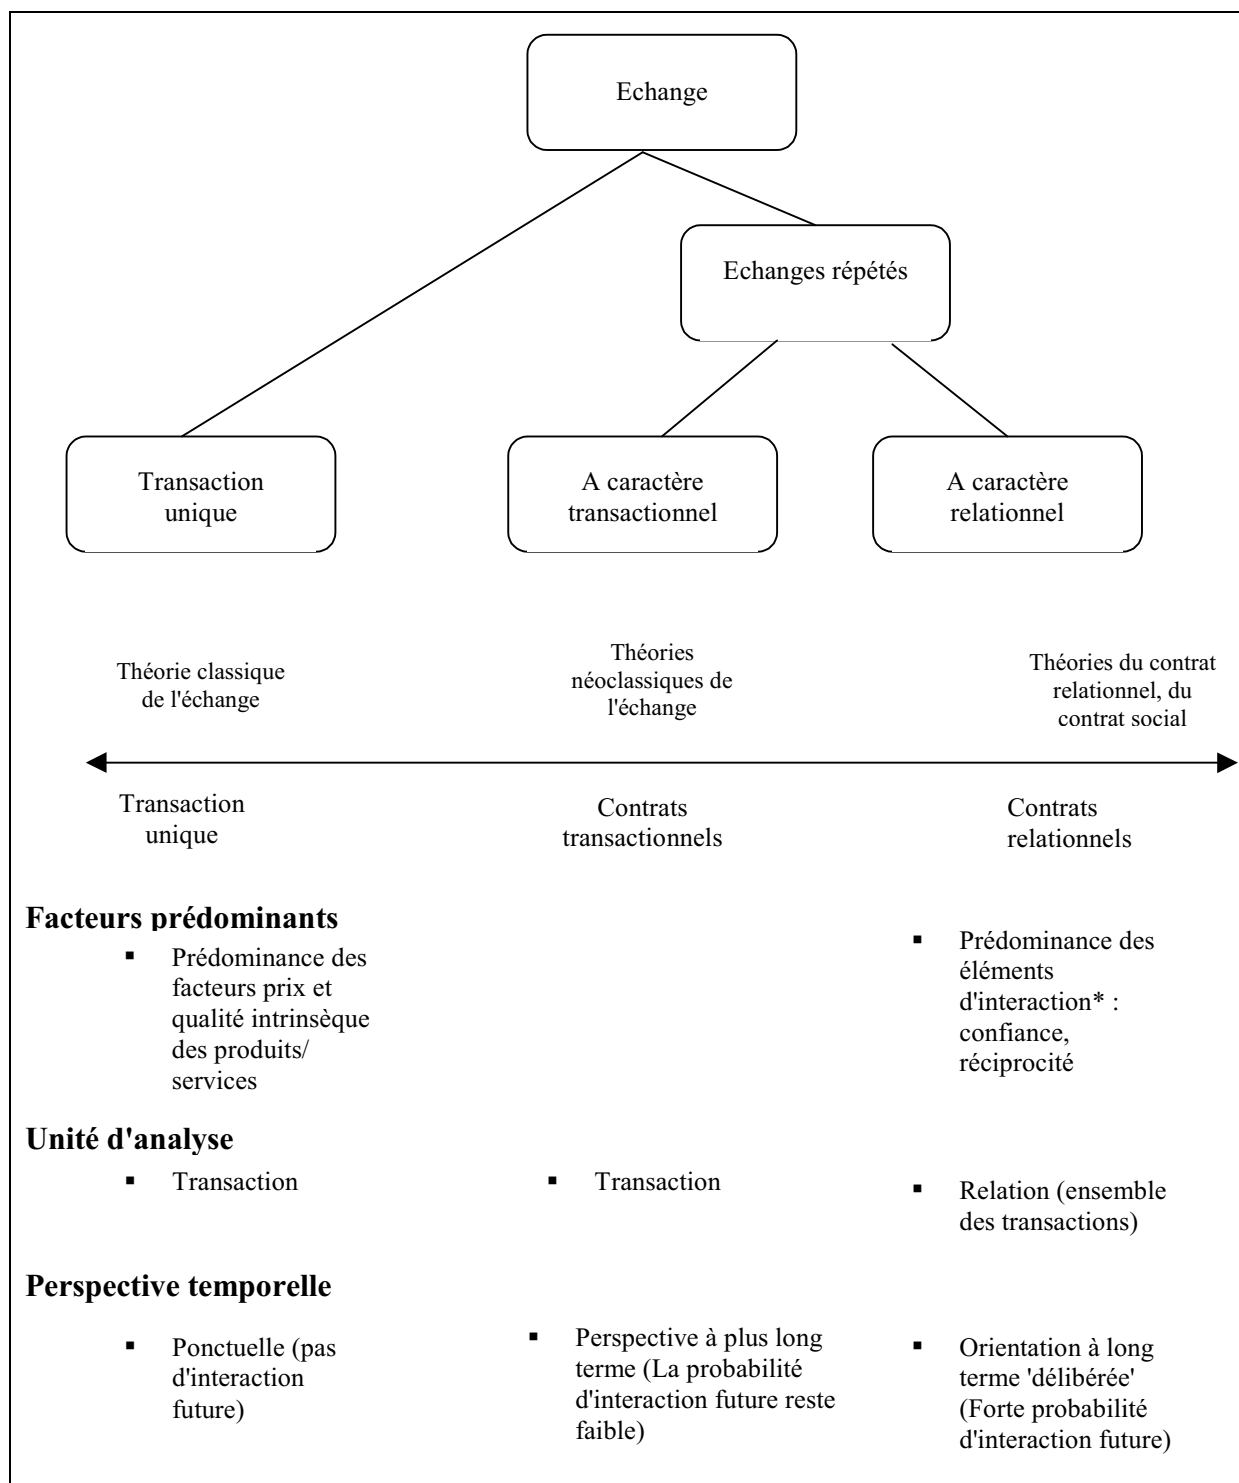 Echange
Echanges répétés
Transaction
unique
A caractère
transactionnel
A caractère
relationnel
Théorie classique
de l'échange
Théories
néoclassiques de
l'échange
Théories du contrat
relationnel, du
contrat social
Transaction
unique
Contrats
transactionnels
Contrats
relationnels
Facteurs prédominants
▪ Prédominance des
facteurs prix et
qualité intrinsèque
des produits/
services
▪ Prédominance des
éléments
d'interaction* :
confiance,
réciprocité
Unité d'analyse
▪ Transaction
▪ Transaction
▪ Relation (ensemble
des transactions)
Perspective temporelle
▪ Ponctuelle (pas
d'interaction
future)
▪ Perspective à plus long
terme (La probabilité
d'interaction future reste
faible)
▪ Orientation à long
terme 'délibérée'
(Forte probabilité
d'interaction future)